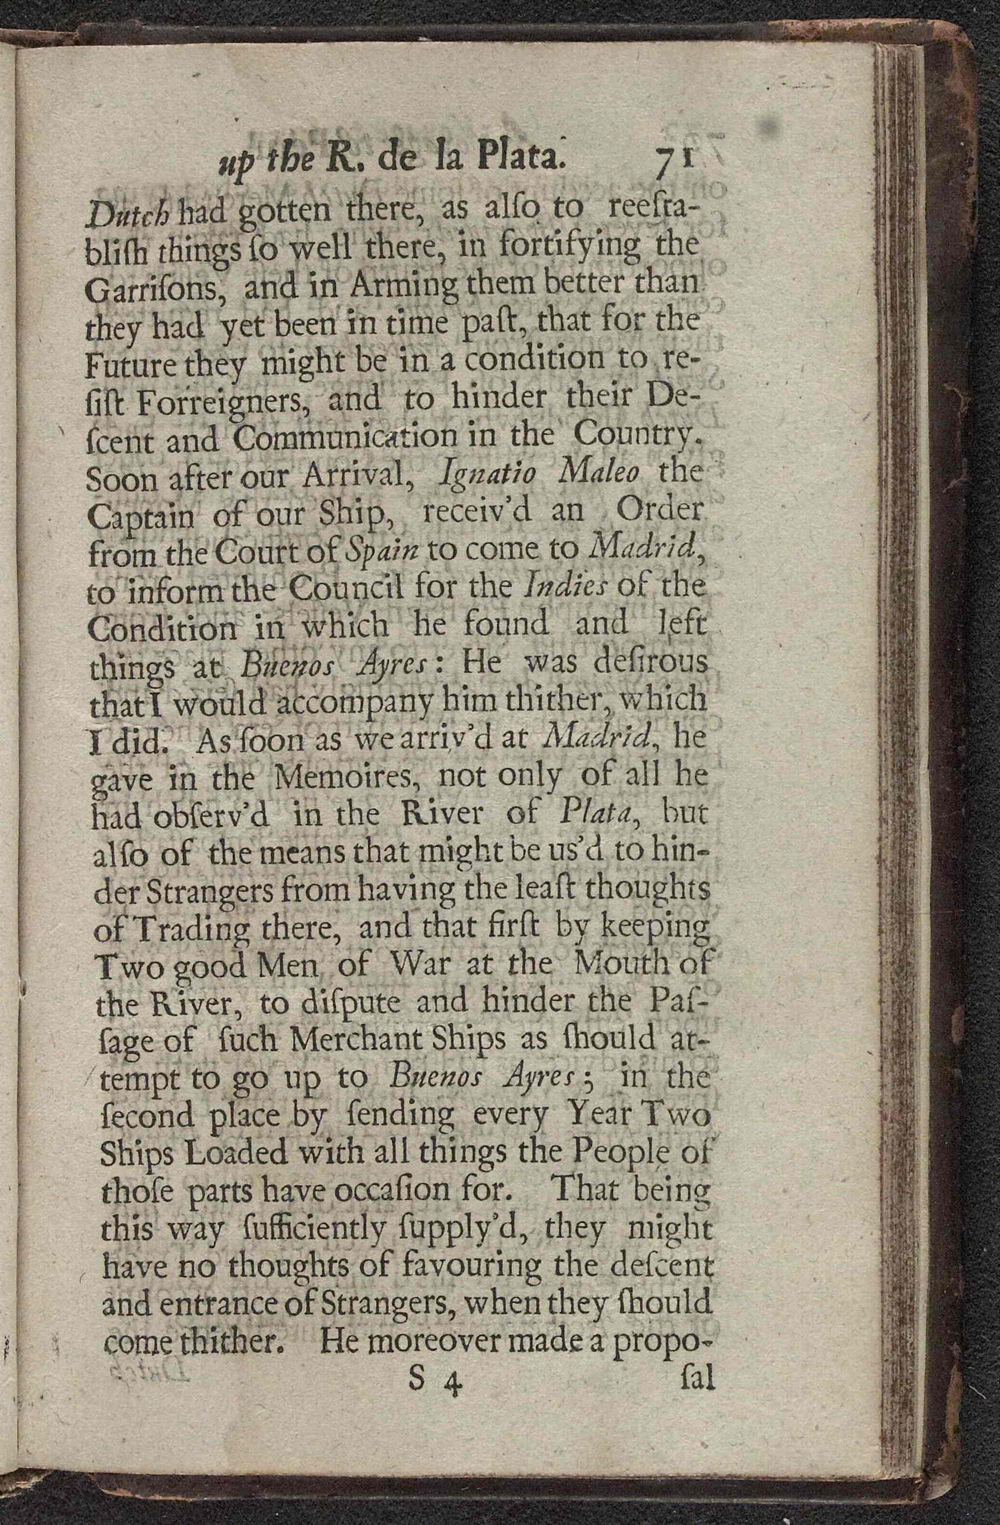 up the R. de la Plata. 71
Dutch had gotten there, as alſo to reeſta-
bliſh things ſo well there, in fortifying the
Garriſons, and in Arming them better than
they had yet been in time paſt, that for the
Future they might be in a condition to re-
ſiſt Forreigners, and to hinder their De-
ſcent and Communication in the Country.
Soon after our Arrival, Ignatio Maleo the
Captain of our Ship, receiv'd an Order
from the Court of Spain to come to Madrid,
to inform the Council for the Indies of the
Condition in which he found and left
things at Buenos Ayres: He was deſirous
that I would accompany him thither, which
I did. As ſoon as we arriv'd at Madrid, he
gave in the Memoires, not only of all he
had obſerv'd in the River of Plata, but
alſo of the means that might be us'd to hin-
der Strangers from having the leaſt thoughts
of Trading there, and that firſt by keeping
Two good Men of War at the Mouth of
the River, to diſpute and hinder the Paſ-
ſage of ſuch Merchant Ships as ſhould at-
tempt to go up to Buenos Ayres; in the
ſecond place by ſending every Year Two
Ships Loaded with all things the People of
thoſe parts have occaſion for. That being
this way ſufficiently ſupply'd, they might
have no thoughts of favouring the deſcent
and entrance of Strangers, when they ſhould
come thither. He moreover made a propo-
S 4 ſal